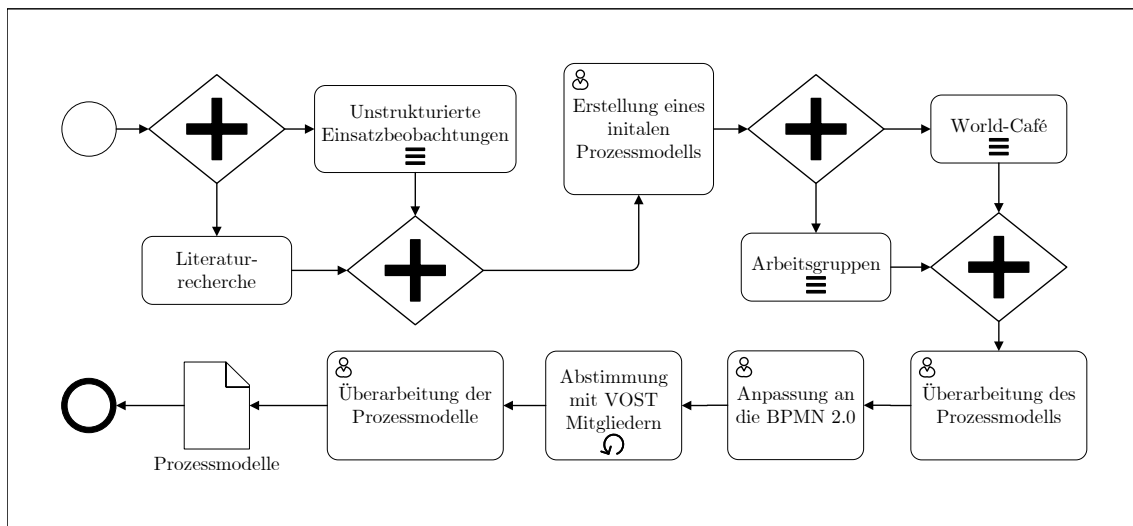 Unstrukturierte
Einsatzbeobachtungen
Literatur-
recherche
Erstellung eines
initalen
Prozessmodells
World-Café
Arbeitsgruppen
Überarbeitung des
Prozessmodells
Anpassung an
die BPMN 2.0
Abstimmung
mit VOST
Mitgliedern
Überarbeitung der
Prozessmodelle
Prozessmodelle